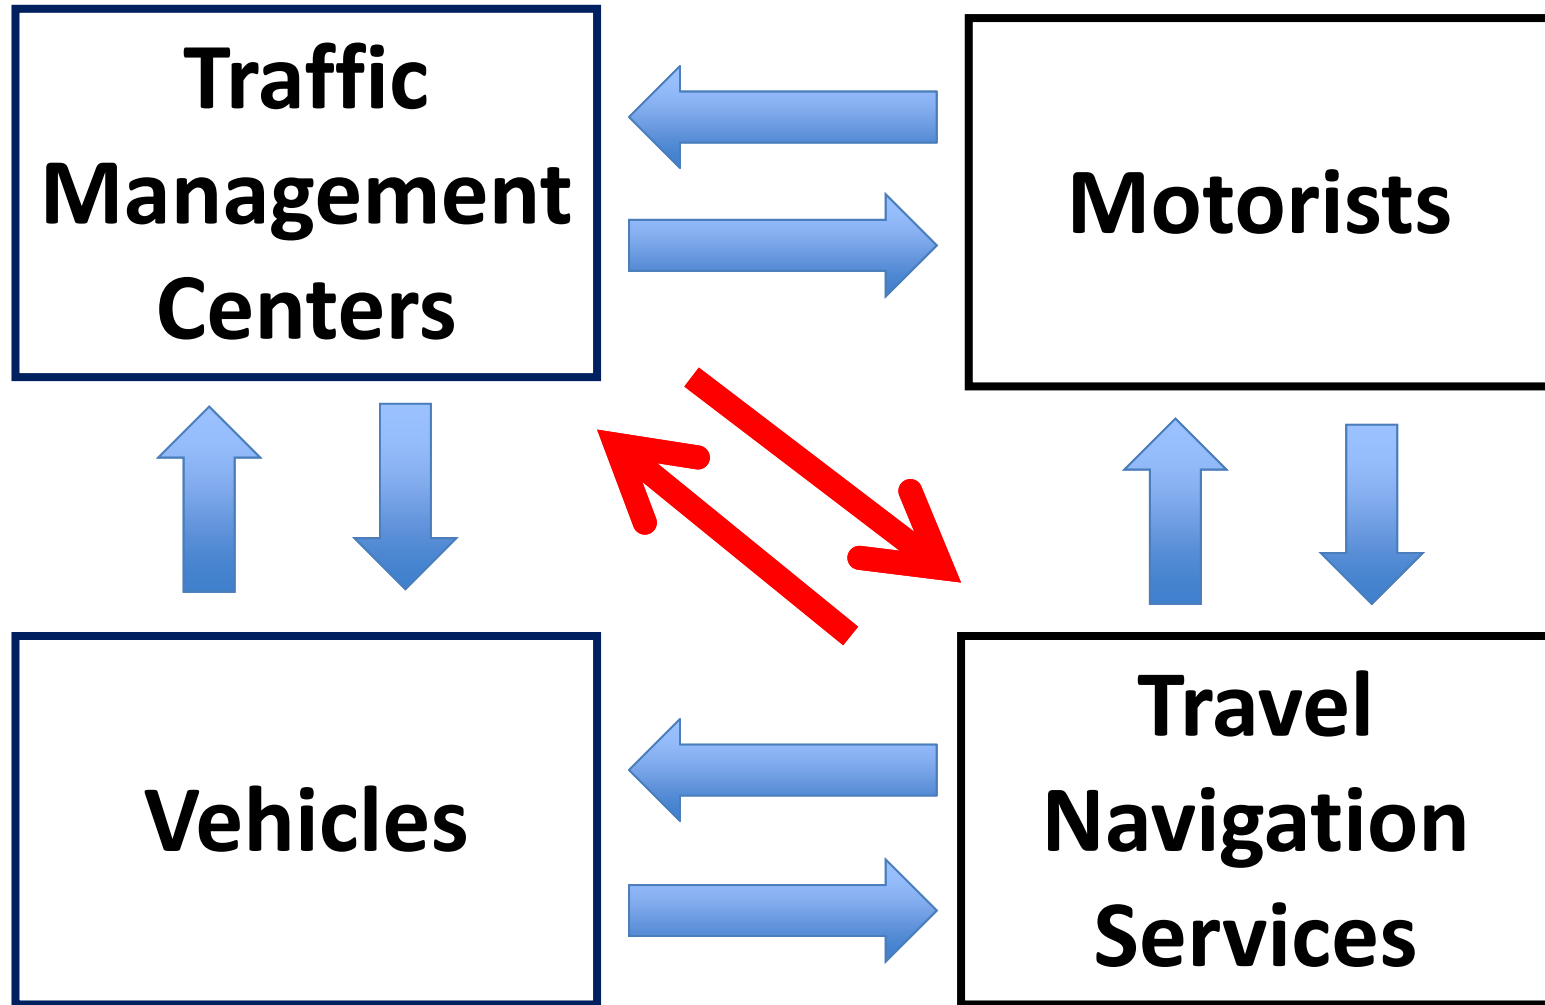 Traffic
Management
Centers
Motorists
Vehicles
Travel
Navigation
Services